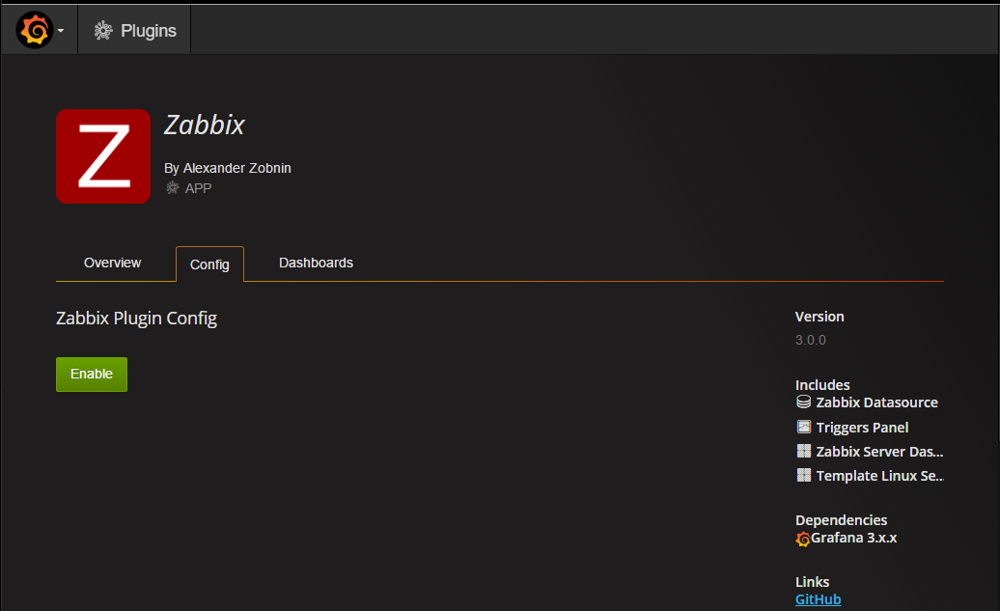 Plugins
Z
Zabbix
By Alexander Zobnin
APP
Overview
Config
Dashboards
Zabbix Plugin Config
Enable
Version
3.0.0
Includes
Zabbix Datasource
Triggers Panel
Zabbix Server Das...
Template Linux Se...
Dependencies
Grafana 3.x.x
Links
GitHub